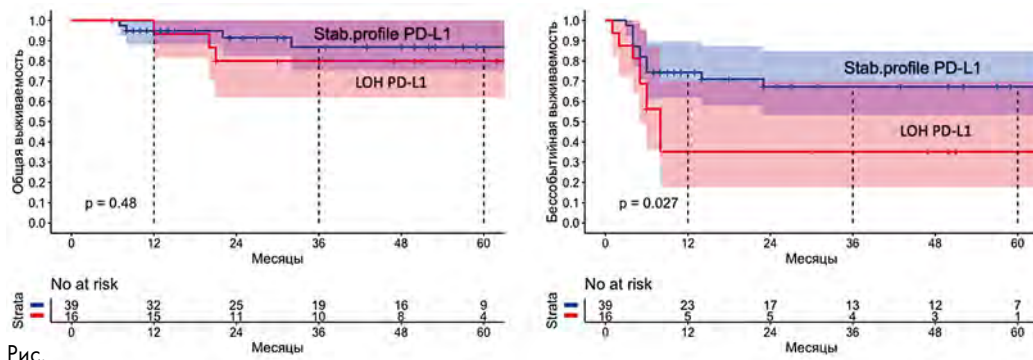 Общая выживаемость
1.0
0.9
0.8
0.7
0.6
0.5
0.4
0.3
0.2
0.1
0.0
Stab.profile PD-L1
LOH PD-L1
p = 0.48
0 12 24 36 48 60
Месяцы
No at risk
Strata
39 32 25 19 16 9
16 15 11 10 8 4
0 12 24 36 48 60
Месяцы
Бессобытийная выживаемость
1.0
0.9
0.8
0.7
0.6
0.5
0.4
0.3
0.2
0.1
0.0
Stab.profile PD-L1
LOH PD-L1
p = 0.027
0 12 24 36 48 60
Месяцы
No at risk
Strata
39 23 17 13 12 7
16 5 5 4 3 1
0 12 24 36 48 60
Месяцы
Рис.